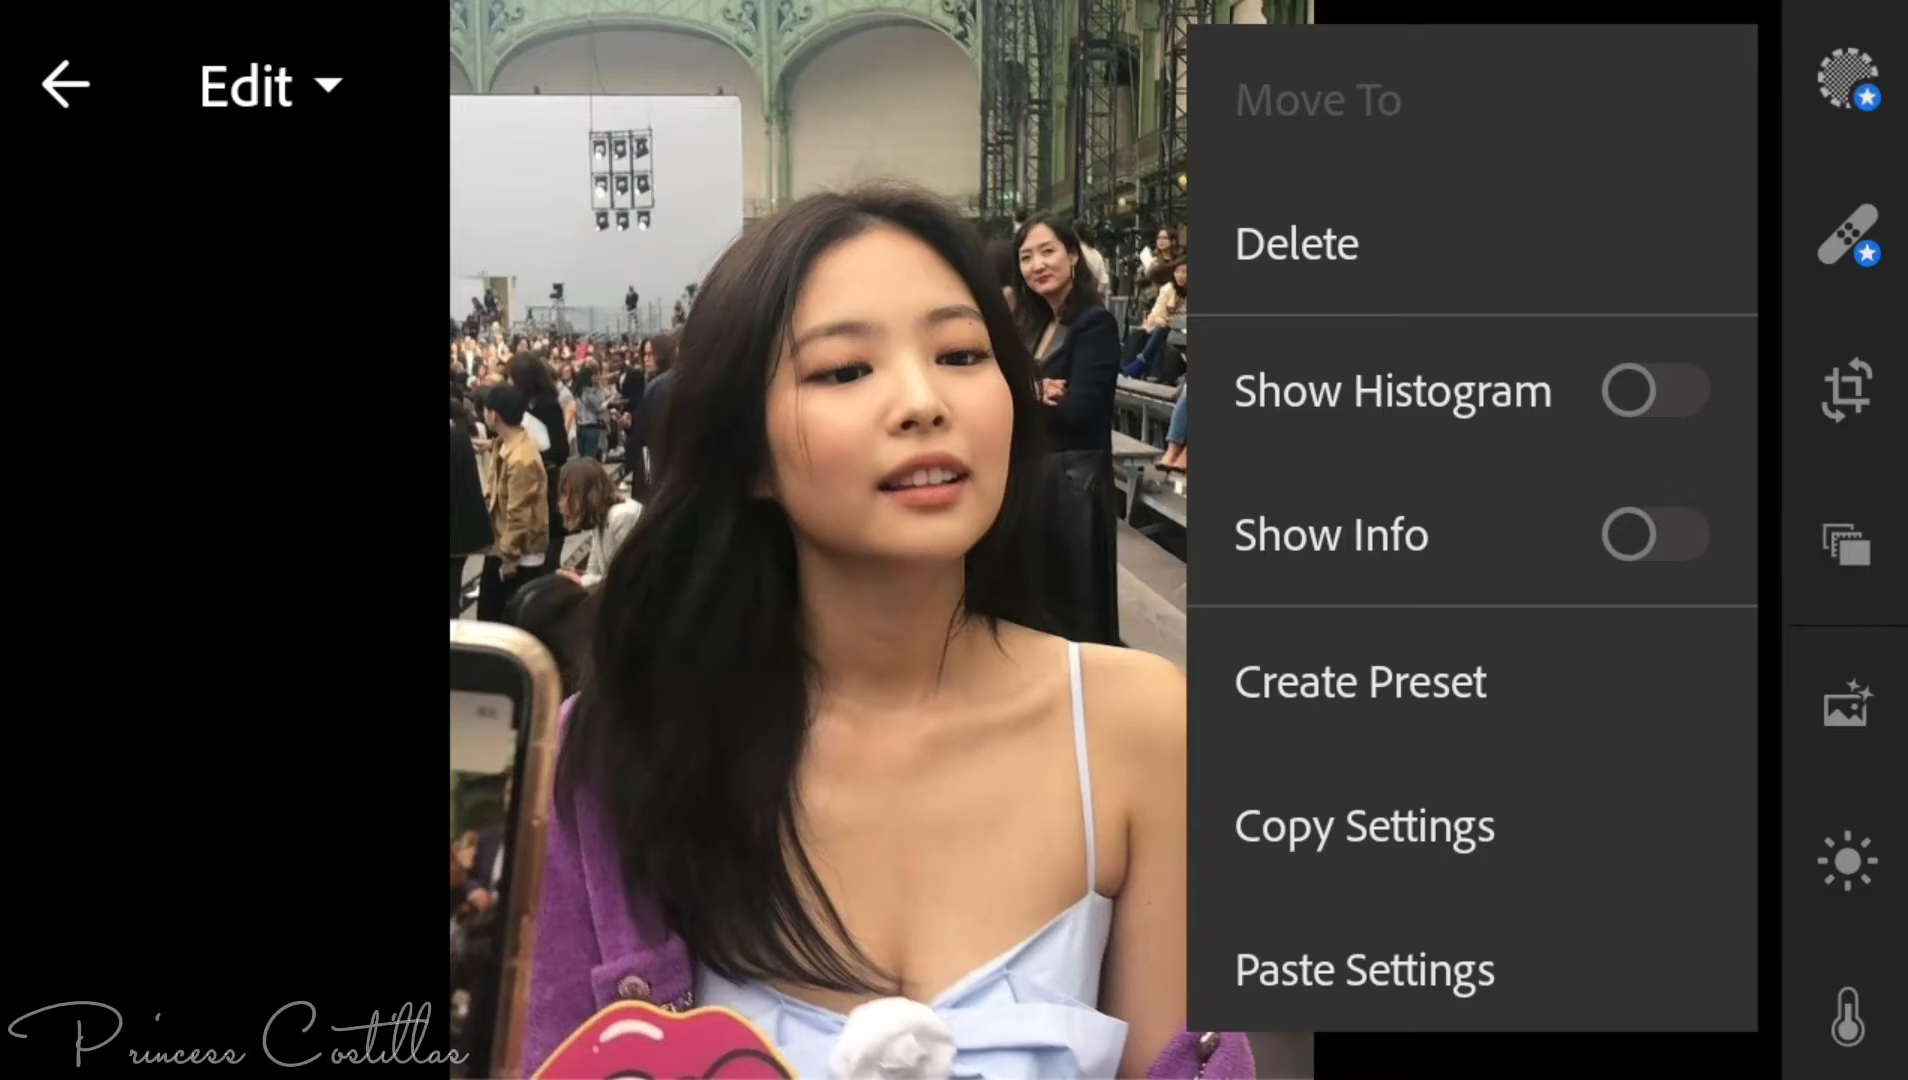 Edit
Move To
Delete
Show Histogram
Show Info
Create Preset
Copy Settings
Paste Settings
Princess Costillas